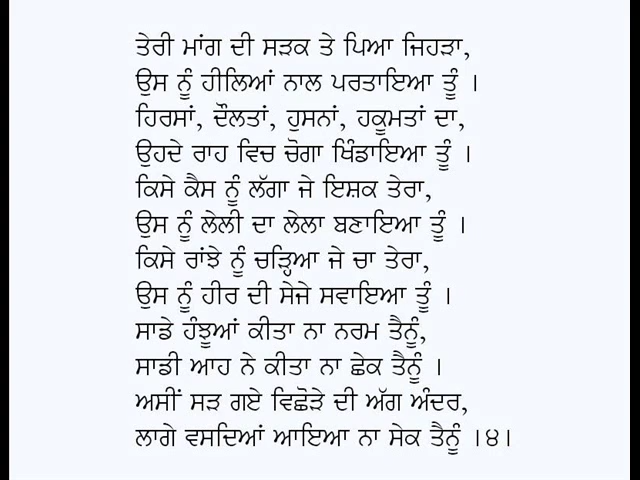 ਤੇਰੀ ਮਾਂਗ ਦੀ ਸੜਕ ਤੇ ਪਿਆ ਜਿਹੜਾ,
ਉਸ ਨੂੰ ਹੀਲਿਆਂ ਨਾਲ ਪਰਤਾਇਆ ਤੂੰ ।
ਹਿਰਸਾਂ, ਦੌਲਤਾਂ, ਹੁਸਨਾਂ, ਹਕੂਮਤਾਂ ਦਾ,
ਉਹਦੇ ਰਾਹ ਵਿਚ ਚੋਗਾ ਖਿੰਡਾਇਆ ਤੂੰ ।
ਕਿਸੇ ਕੈਸ ਨੂੰ ਲੱਗਾ ਜੇ ਇਸ਼ਕ ਤੇਰਾ,
ਉਸ ਨੂੰ ਲੇਲੀ ਦਾ ਲੇਲਾ ਬਣਾਇਆ ਤੂੰ ।
ਕਿਸੇ ਰਾਂਝੇ ਨੂੰ ਚੜ੍ਹਿਆ ਜੇ ਚਾ ਤੇਰਾ,
ਉਸ ਨੂੰ ਹੀਰ ਦੀ ਸੇਜੇ ਸਵਾਇਆ ਤੂੰ ।
ਸਾਡੇ ਹੰਝੂਆਂ ਕੀਤਾ ਨਾ ਨਰਮ ਤੈਨੂੰ,
ਸਾਡੀ ਆਹ ਨੇ ਕੀਤਾ ਨਾ ਛੇਕ ਤੈਨੂੰ ।
ਅਸੀਂ ਸੜ ਗਏ ਵਿਛੋੜੇ ਦੀ ਅੱਗ ਅੰਦਰ,
ਲਾਗੇ ਵਸਦਿਆਂ ਆਇਆ ਨਾ ਸੇਕ ਤੈਨੂੰ ।੪।